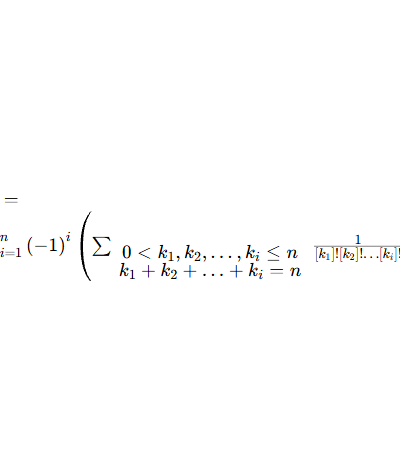 =
n
i=1 (−1)^i ( ∑ 0 < k₁, k₂, …, kᵢ ≤ n 1
k₁ + k₂ + … + kᵢ = n [k₁]![k₂]!…[kᵢ]!